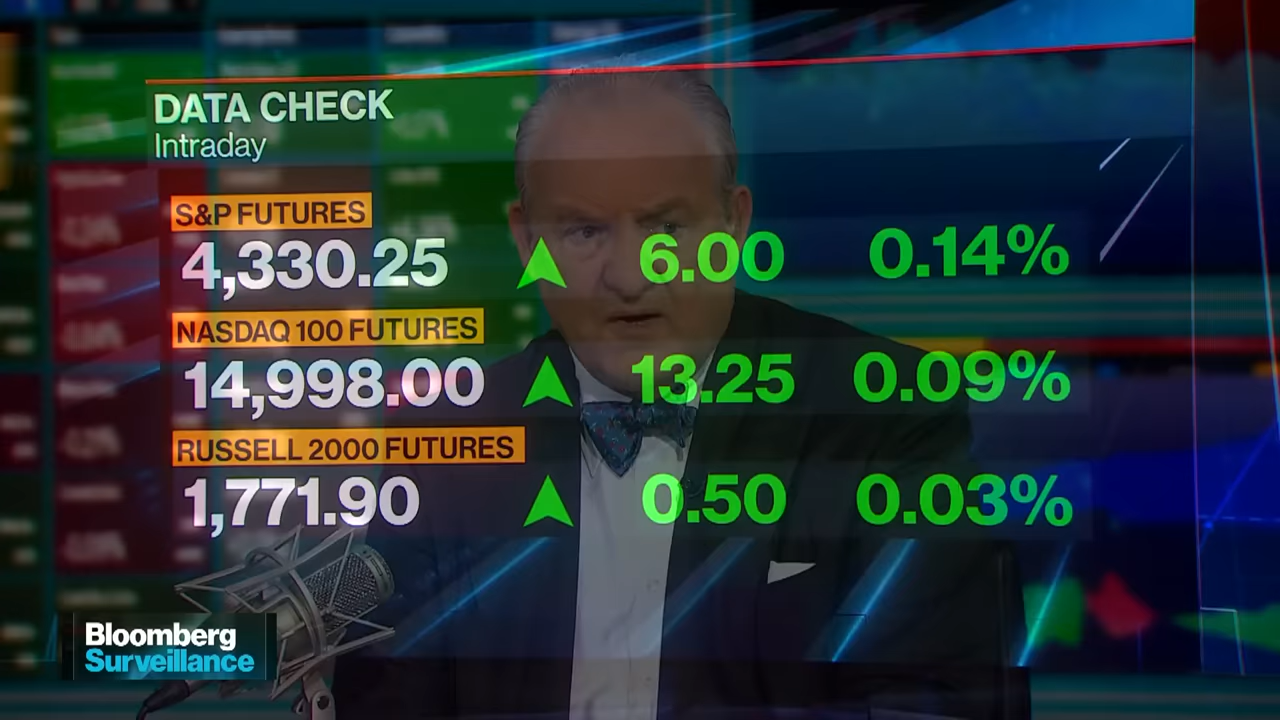 DATA CHECK
Intraday
S&P FUTURES
4,330.25 ▲ 6.00 0.14%
NASDAQ 100 FUTURES
14,998.00 ▲ 13.25 0.09%
RUSSELL 2000 FUTURES
1,771.90 ▲ 0.50 0.03%
Bloomberg
Surveillance